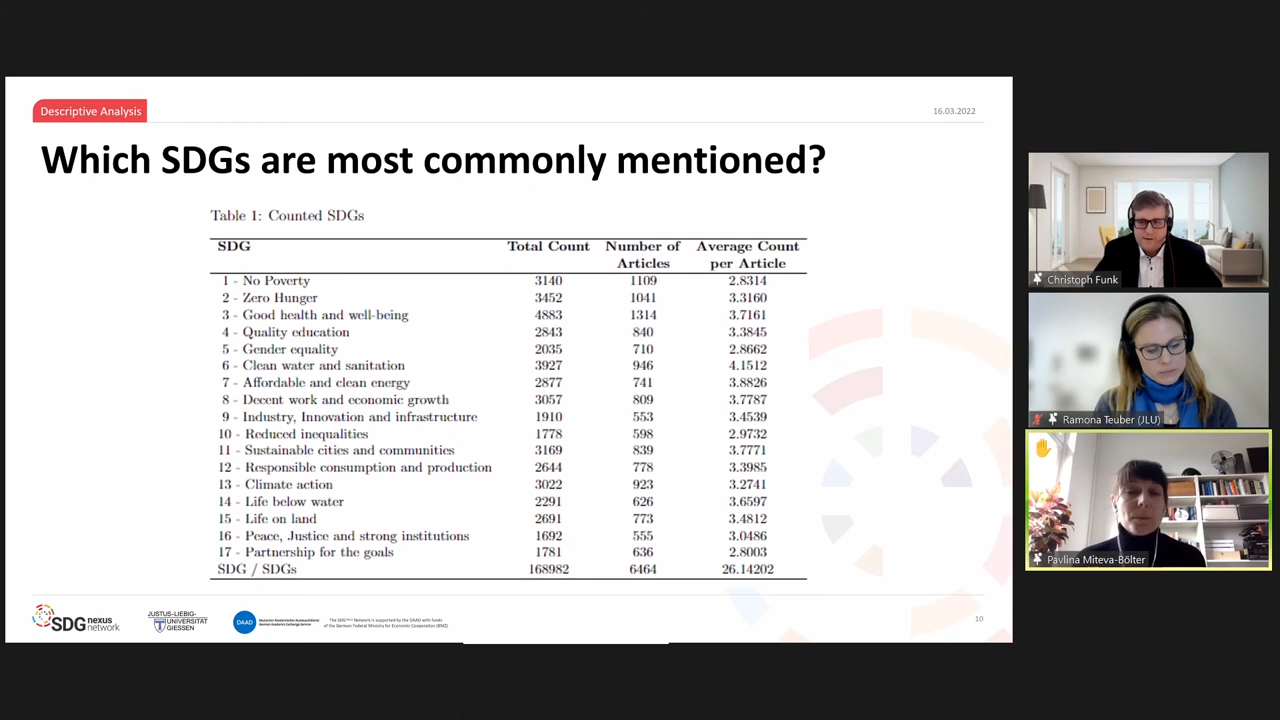 Descriptive Analysis
16.03.2022
Which SDGs are most commonly mentioned?
Table 1: Counted SDGs
SDG Total Count Number of Articles Average Count per Article
1 - No Poverty 3140 1109 2.8314
2 - Zero Hunger 3452 1041 3.3160
3 - Good health and well-being 4883 1314 3.7161
4 - Quality education 2843 840 3.3845
5 - Gender equality 2035 710 2.8662
6 - Clean water and sanitation 3927 946 4.1512
7 - Affordable and clean energy 2877 741 3.8826
8 - Decent work and economic growth 3057 809 3.7787
9 - Industry, Innovation and infrastructure 1910 553 3.4539
10 - Reduced inequalities 1778 598 2.9732
11 - Sustainable cities and communities 3169 839 3.7771
12 - Responsible consumption and production 2644 778 3.3985
13 - Climate action 3022 923 3.2741
14 - Life below water 2291 626 3.6597
15 - Life on land 2691 773 3.4812
16 - Peace, Justice and strong institutions 1692 555 3.0486
17 - Partnership for the goals 1781 636 2.8003
SDG / SDGs 168982 6464 26.14202
SDG nexus network
JUSTUS-LIEBIG-
UNIVERSITÄT
GIESSEN
DAAD
Deutscher Akademischer Austauschdienst
German Academic Exchange Service
The SDGnexus Network is supported by the DAAD with funds
of the German Federal Ministry for Economic Cooperation (BMZ)
10
Christoph Funk
Ramona Teuber (JLU)
Pavlina Miteva-Bölter